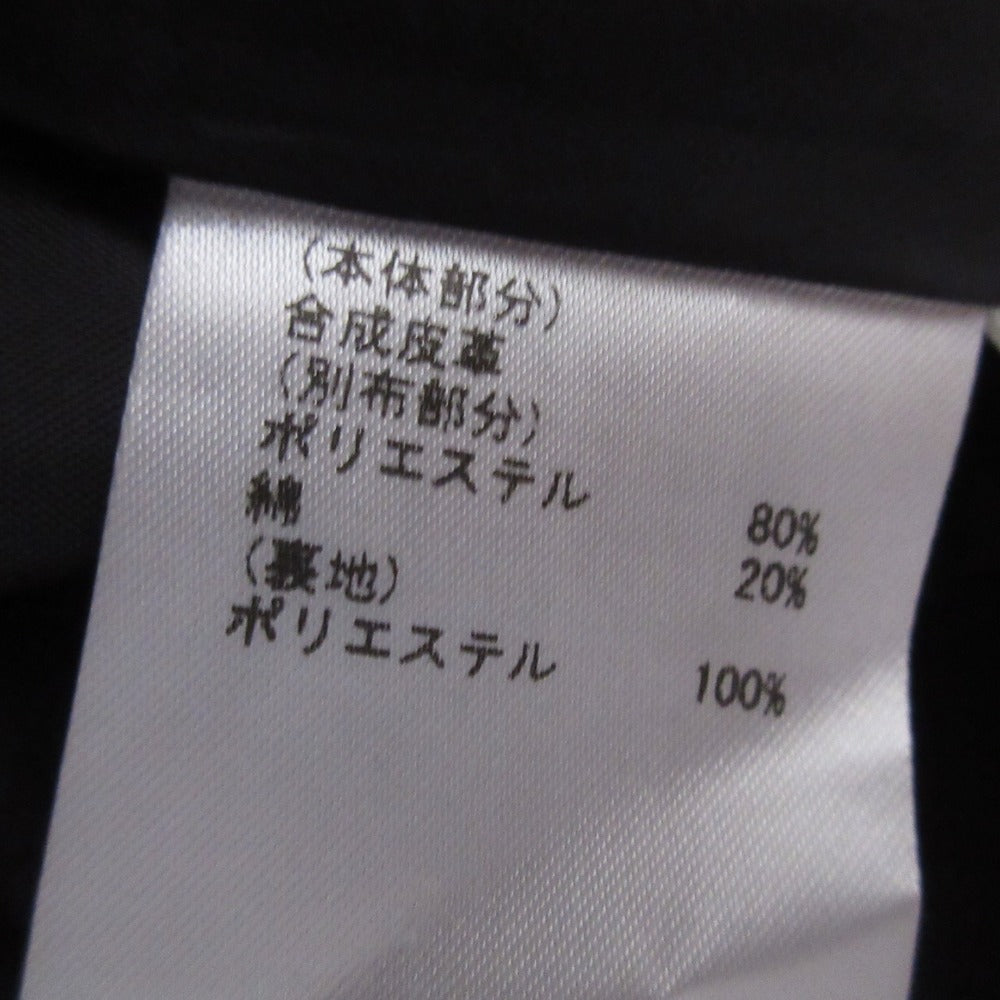 (本体部分)
合成皮革
(別布部分)
ポリエステル 80%
綿 20%
(裏地)
ポリエステル 100%